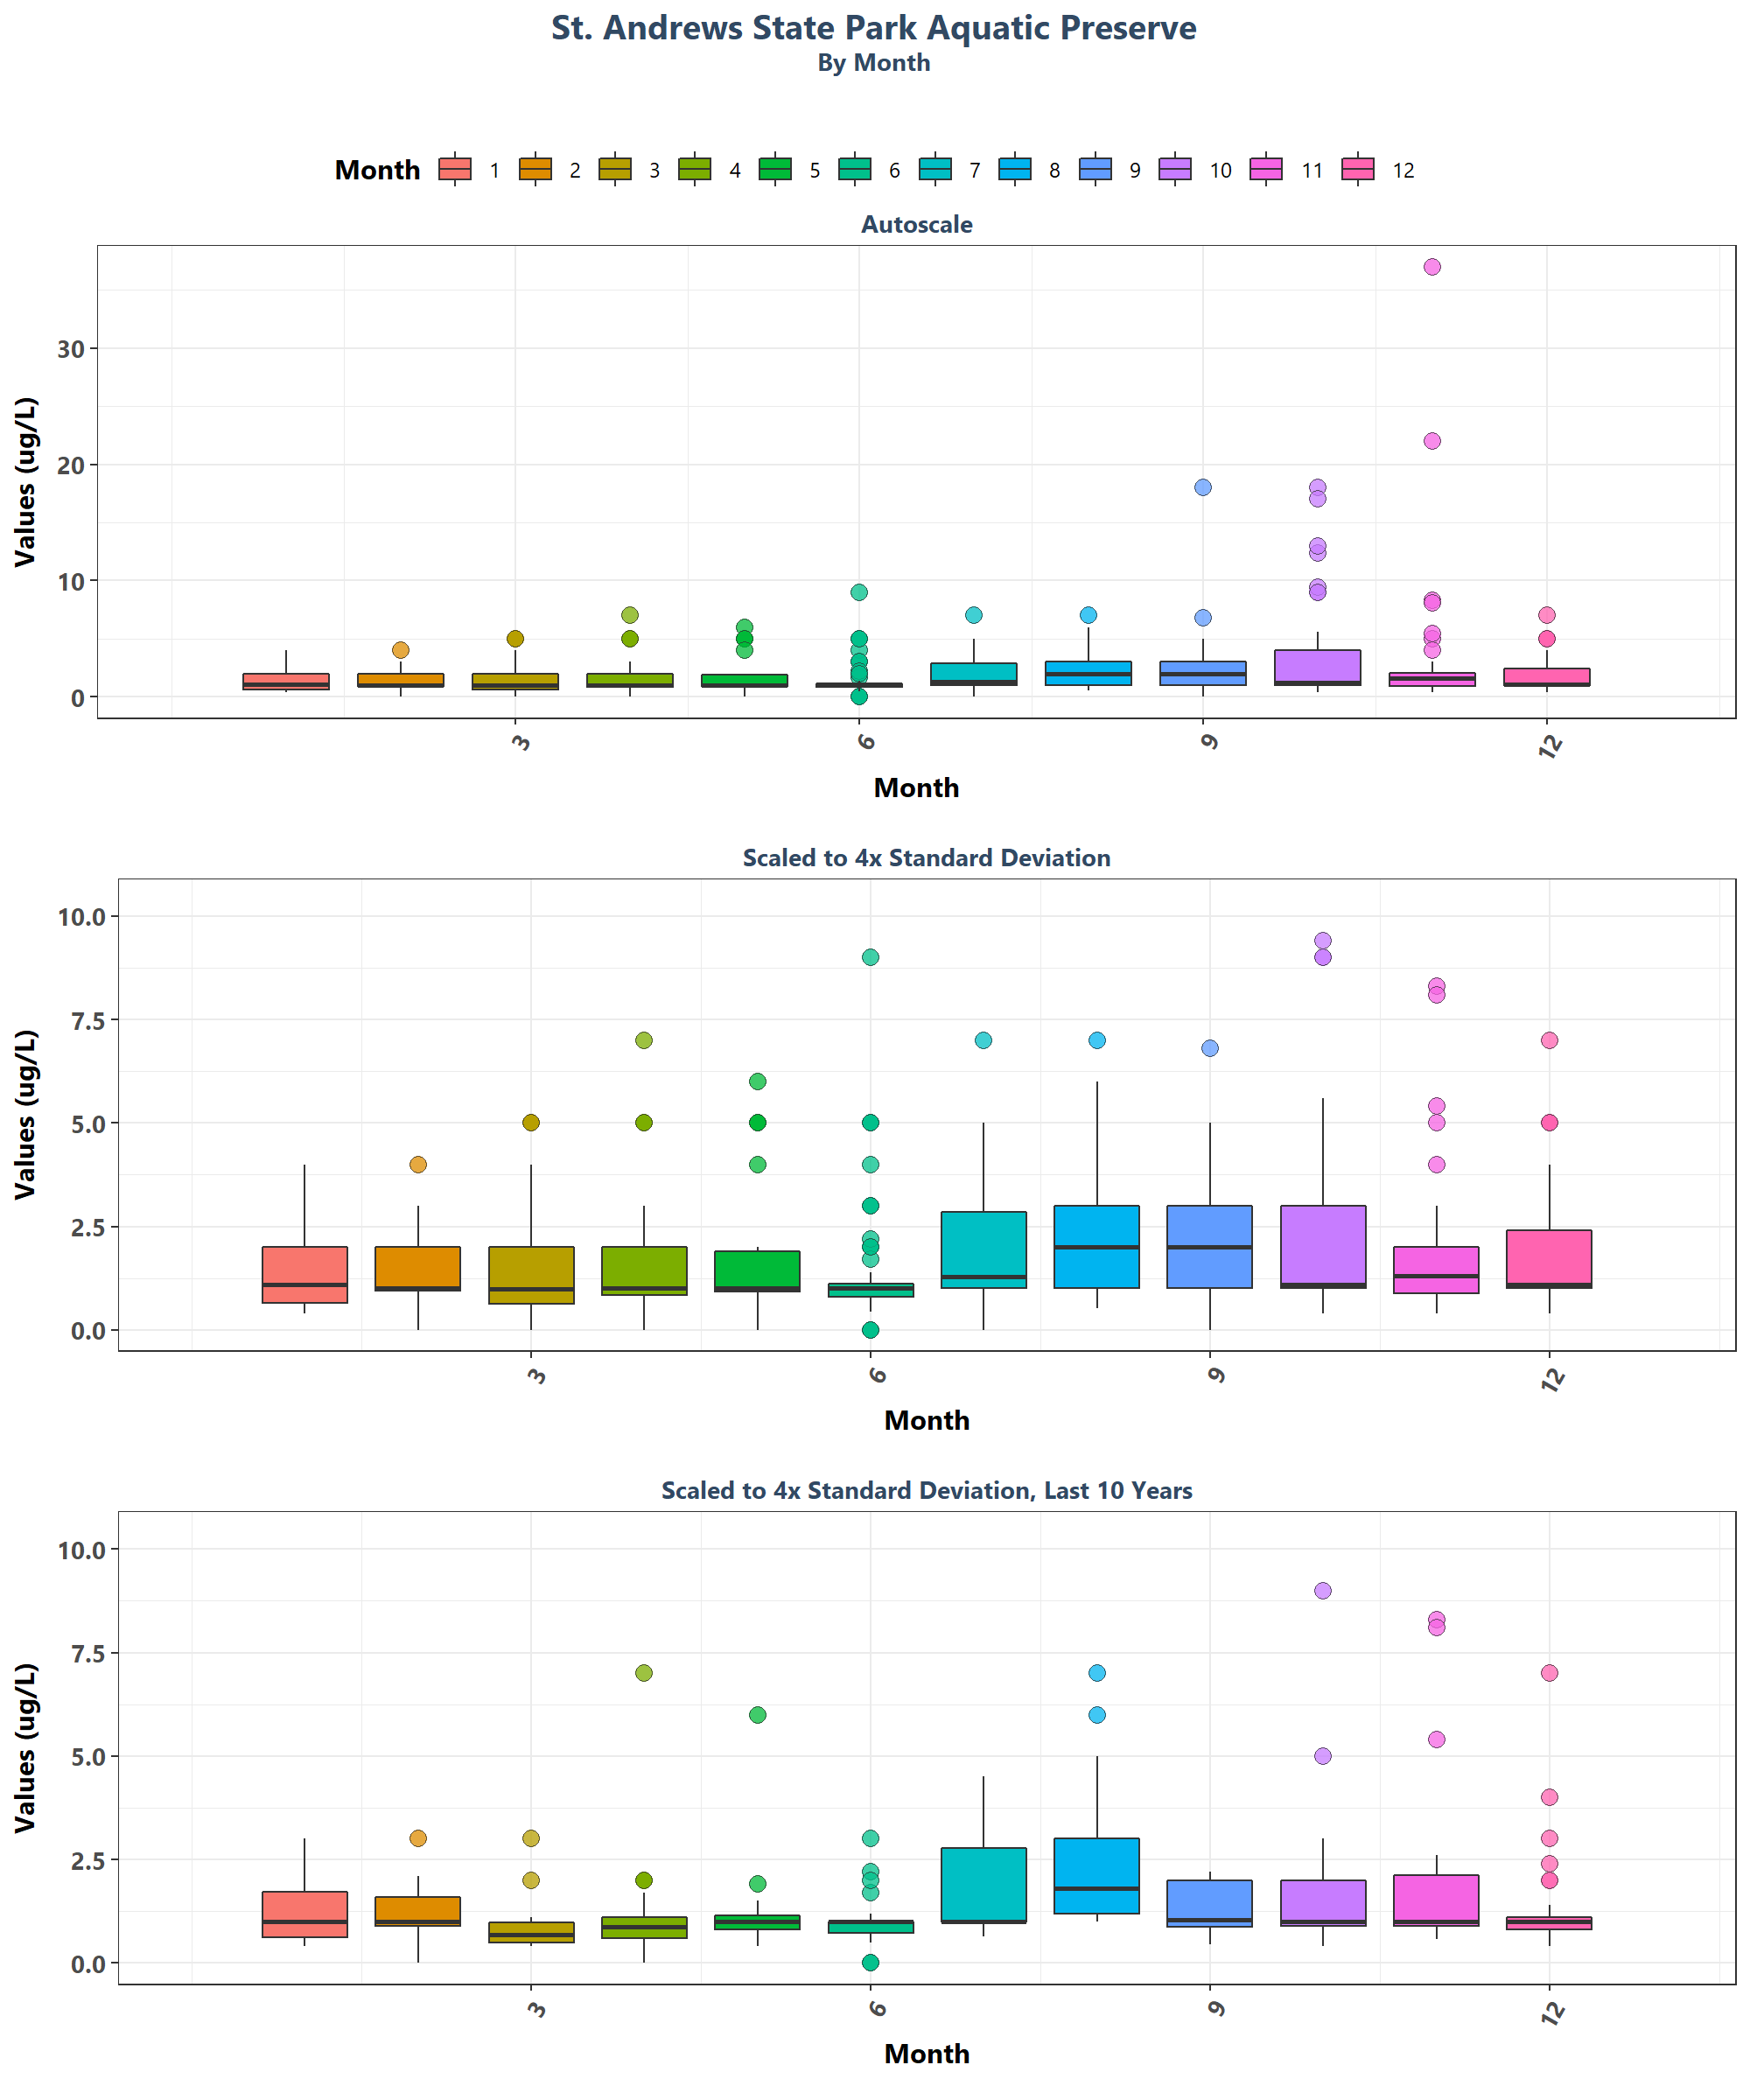 St. Andrews State Park Aquatic Preserve
By Month
Month 1 2 3 4 5 6 7 8 9 10 11 12
Autoscale
Values (ug/L)
30
20
10
0
3 6 9 12
Month
Scaled to 4x Standard Deviation
Values (ug/L)
10.0
7.5
5.0
2.5
0.0
3 6 9 12
Month
Scaled to 4x Standard Deviation, Last 10 Years
Values (ug/L)
10.0
7.5
5.0
2.5
0.0
3 6 9 12
Month